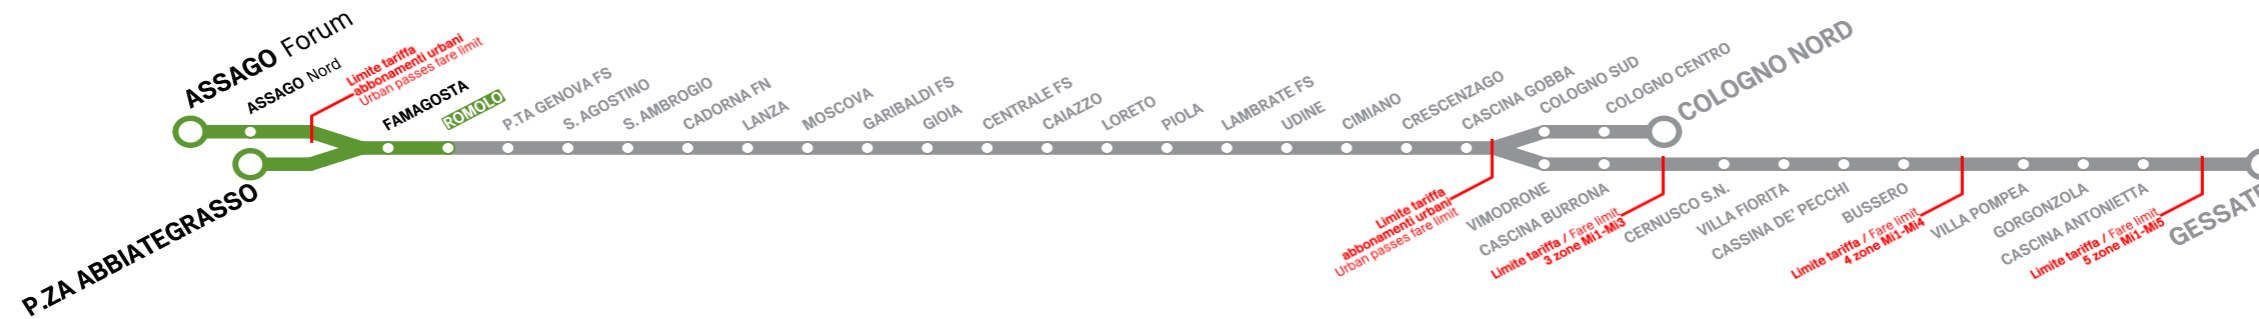 ASSAGO Forum
ASSAGO Nord
Limite tariffa
abbonamenti urbani
Urban passes fare limit
P.ZA ABBIATEGRASSO
FAMAGOSTA
ROMOLO
P.TA GENOVA FS
S. AGOSTINO
S. AMBROGIO
CADORNA FN
LANZA
MOSCOVA
GARIBALDI FS
GIOIA
CENTRALE FS
CAIAZZO
LORETO
PIOLA
LAMBRATE FS
UDINE
CIMIANO
CRESCENZAGO
CASCINA GOBBA
COLOGNO SUD
COLOGNO CENTRO
COLOGNO NORD
Limite tariffa
abbonamenti urbani
Urban passes fare limit
VIMODRONE
CASCINA BURRONA
Limite tariffa / Fare limit
3 zone Mi1-Mi3
CERNUSCO S.N.
VILLA FIORITA
CASSINA DE' PECCHI
BUSSERO
Limite tariffa / Fare limit
4 zone Mi1-Mi4
VILLA POMPEA
GORGONZOLA
CASCINA ANTONIETTA
Limite tariffa / Fare limit
5 zone Mi1-Mi5
GESSATE